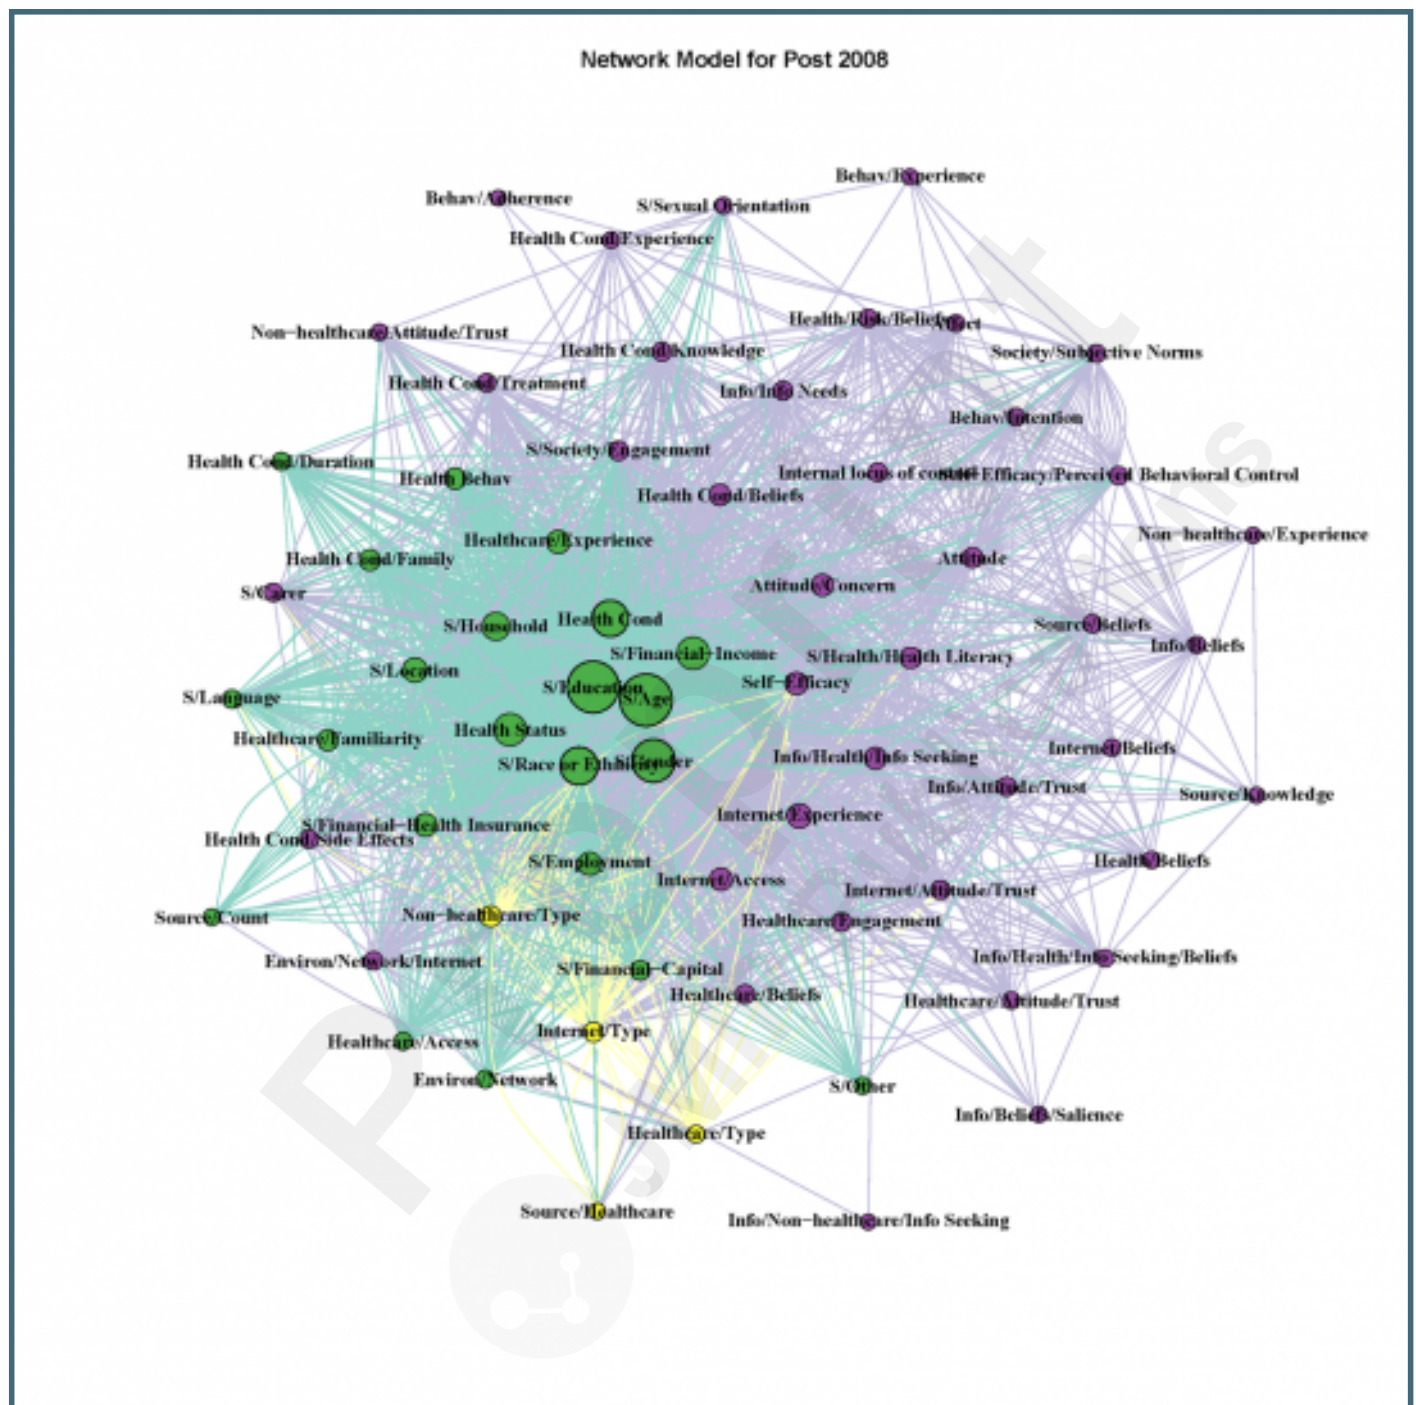 Network Model for Post 2008
Behav/Experience
Behav/Adherence
S/Sexual Orientation
Health Cond/Experience
Health/Risk/Beliefs
Non-healthcare/Attitude/Trust
Health Cond/Knowledge
Society/Subjective Norms
Health Cond/Treatment
Info/Info Needs
Behav/Intention
S/Society/Engagement
Health Cond/Duration
Health Behav
Internal locus of control
Efficacy/Perceived Behavioral Control
Health Cond/Beliefs
Non-healthcare/Experience
Healthcare/Experience
Health Cond/Family
Attitude
Attitude/Concern
S/Carer
S/Household
Health Cond
Source/Beliefs
Info/Beliefs
S/Financial-Income
S/Health/Health Literacy
S/Location
Self-Efficacy
S/Education
S/Age
S/Language
Health Status
Healthcare/Familiarity
Internet/Beliefs
S/Race or Ethnicity
S/Gender
Info/Health/Info Seeking
Info/Attitude/Trust
Source/Knowledge
Internet/Experience
S/Financial-Health Insurance
Health Cond/Side Effects
S/Employment
Health/Beliefs
Internet/Access
Internet/Attitude/Trust
Source/Count
Non-healthcare/Type
Healthcare/Engagement
Environ/Network/Internet
Info/Health/Info Seeking/Beliefs
S/Financial-Capital
Healthcare/Beliefs
Healthcare/Attitude/Trust
Internet/Type
Healthcare/Access
Environ/Network
S/Other
Info/Beliefs/Salience
Healthcare/Type
Source/Healthcare
Info/Non-healthcare/Info Seeking